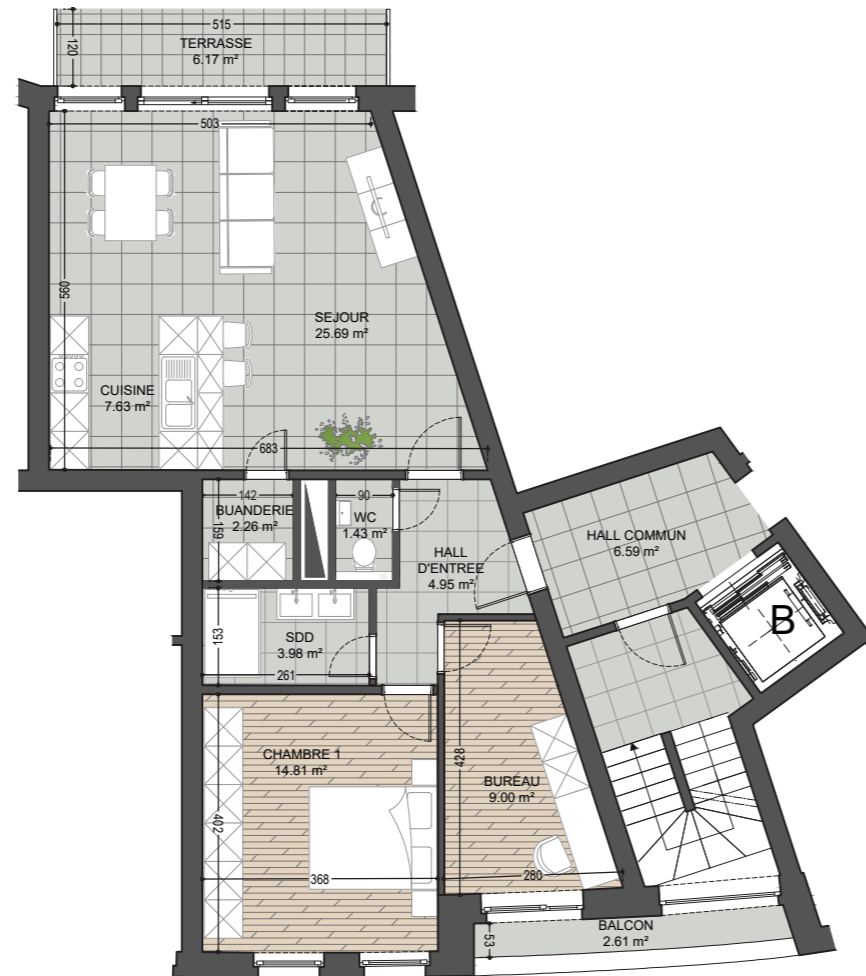 515
120
TERRASSE
6.17 m²
503
560
SEJOUR
25.69 m²
CUISINE
7.63 m²
683
142
BUANDERIE
2.26 m²
159
90
WC
1.43 m²
HALL
D'ENTREE
4.95 m²
HALL COMMUN
6.59 m²
B
153
SDD
3.98 m²
261
CHAMBRE 1
14.81 m²
402
368
428
BUREAU
9.00 m²
280
BALCON
2.61 m²
53